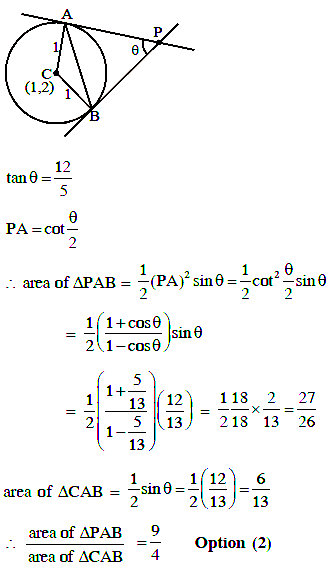 A
P
1
θ
C
(1,2)
1
B
tan θ = 12/5
PA = cot θ/2
∴ area of ΔPAB = 1/2 (PA)² sin θ = 1/2 cot² θ/2 sin θ
= 1/2 ((1 + cos θ)/(1 − cos θ)) sin θ
= 1/2 ((1 + 5/13)/(1 − 5/13)) (12/13) = 1/2 18/18 × 2/13 = 27/26
area of ΔCAB = 1/2 sin θ = 1/2 (12/13) = 6/13
∴ area of ΔPAB/area of ΔCAB = 9/4 Option (2)